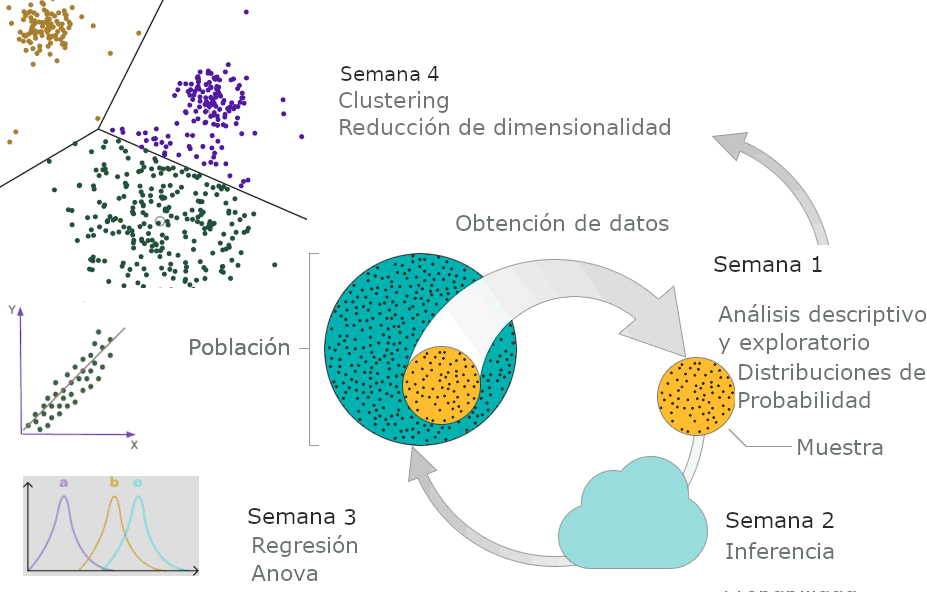 Semana 4
Clustering
Reducción de dimensionalidad
Obtención de datos
Semana 1
Análisis descriptivo
y exploratorio
Distribuciones de
Probabilidad
Población
Muestra
Y
X
a b c
Semana 3
Regresión
Anova
Semana 2
Inferencia